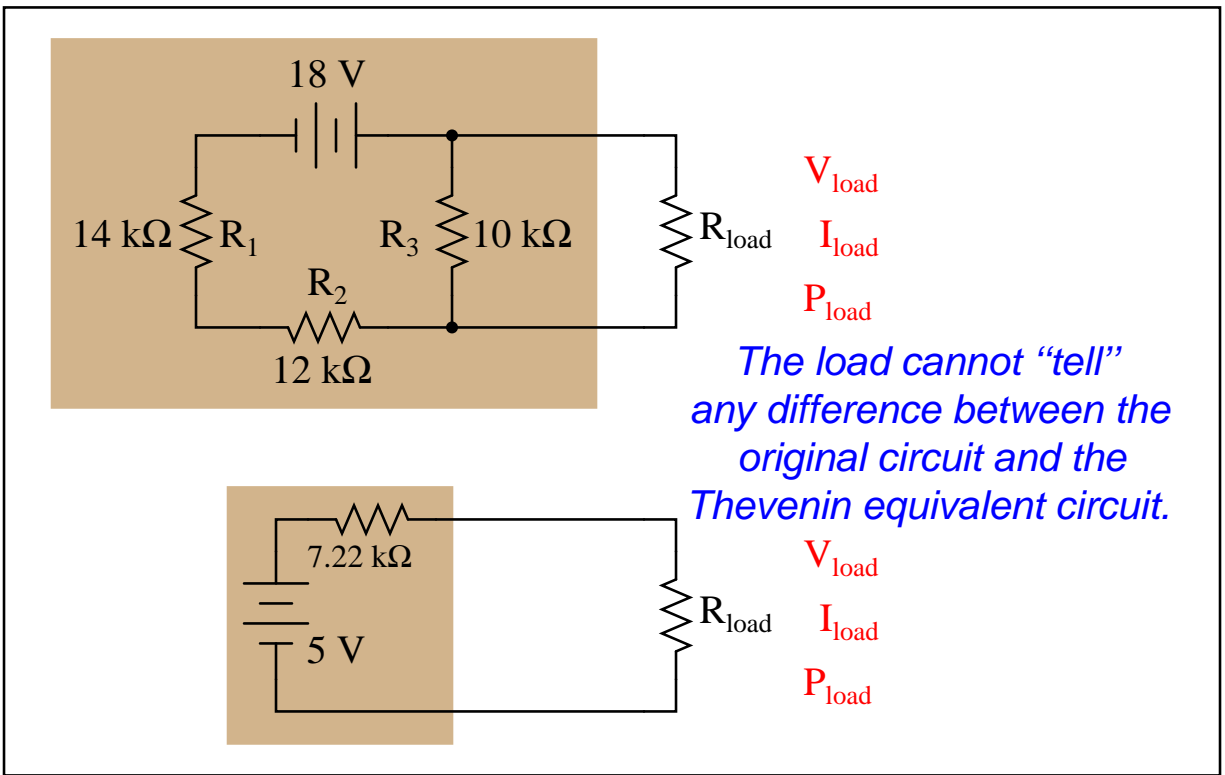 18 V
14 kΩ R1 R3 10 kΩ
R2
12 kΩ
Rload
Vload
Iload
Pload
The load cannot ‘‘tell’’
any difference between the
original circuit and the
Thevenin equivalent circuit.
7.22 kΩ
5 V
Rload
Vload
Iload
Pload